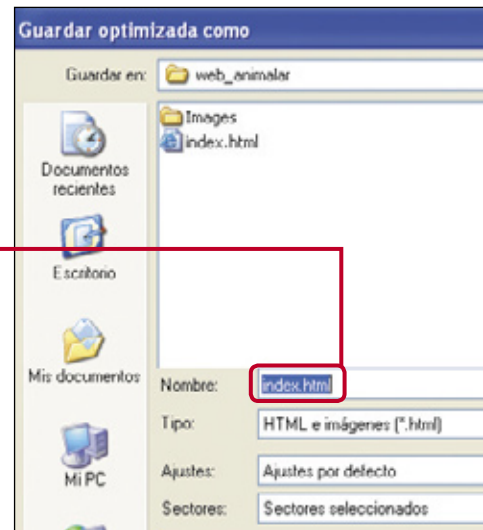 Guardar optimizada como
Guardar en: web_animalar
Images
index.html
Documentos
recientes
Escritorio
Mis documentos
Mi PC
Nombre: index.html
Tipo: HTML e imágenes (*.html)
Ajustes: Ajustes por defecto
Sectores: Sectores seleccionados